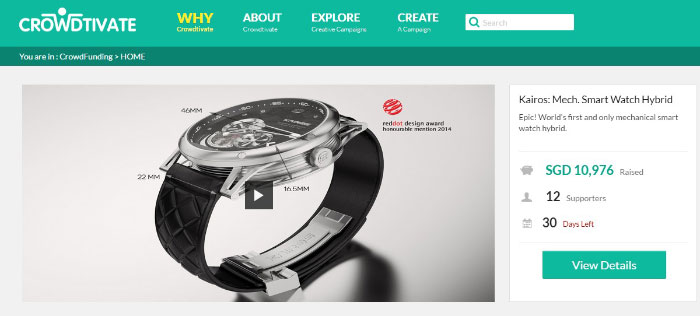 CROWDTIVATE
WHY
Crowdtivate
ABOUT
Crowdtivate
EXPLORE
Creative Campaigns
CREATE
A Campaign
Search
You are in : CrowdFunding > HOME
46MM
22 MM
16.5MM
reddot design award
honourable mention 2014
KAIROS
Kairos: Mech. Smart Watch Hybrid
Epic! World's first and only mechanical smart
watch hybrid.
SGD 10,976 Raised
12 Supporters
30 Days Left
View Details